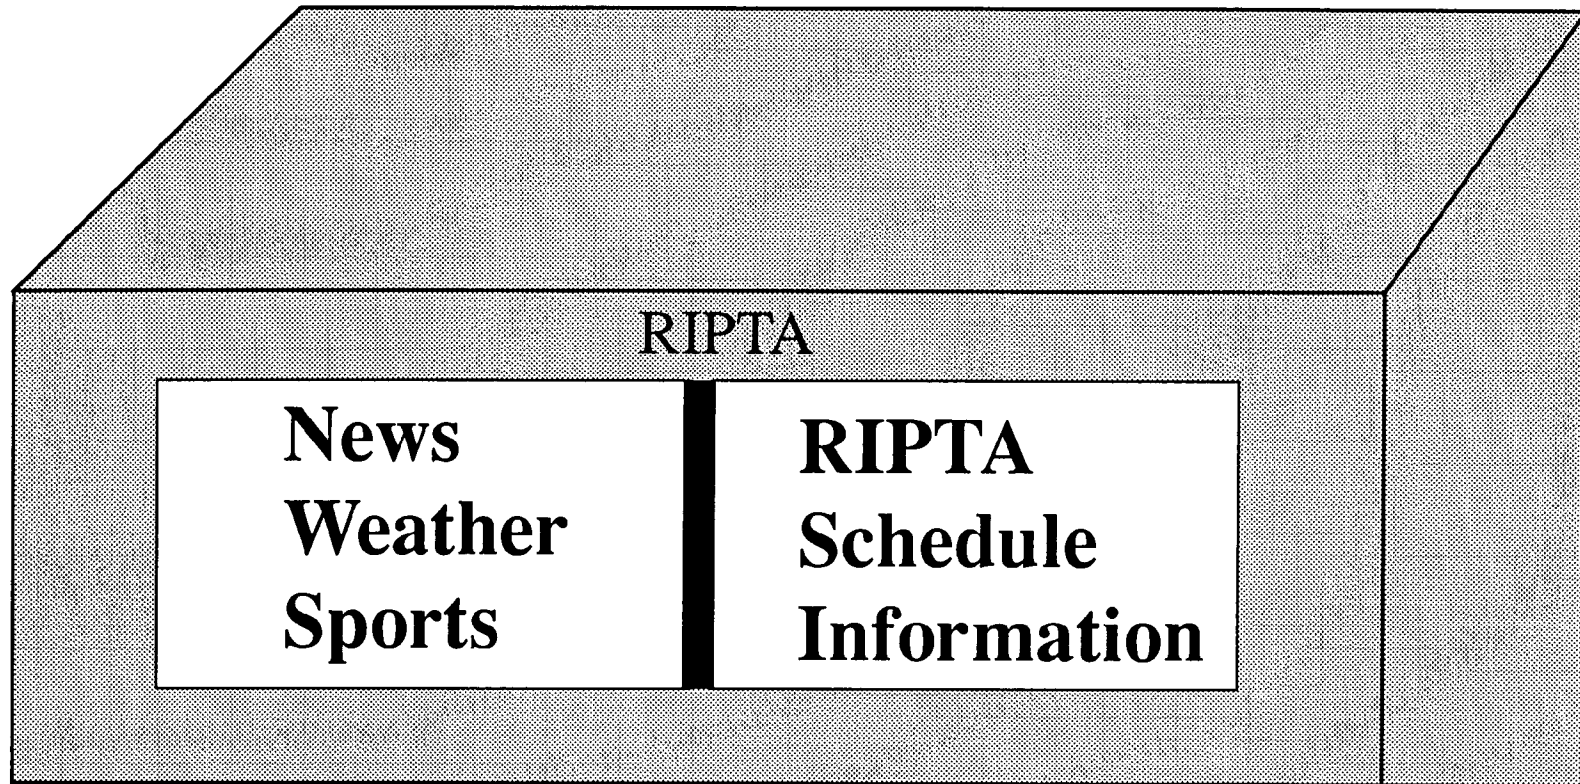 RIPTA
News
Weather
Sports
RIPTA
Schedule
Information